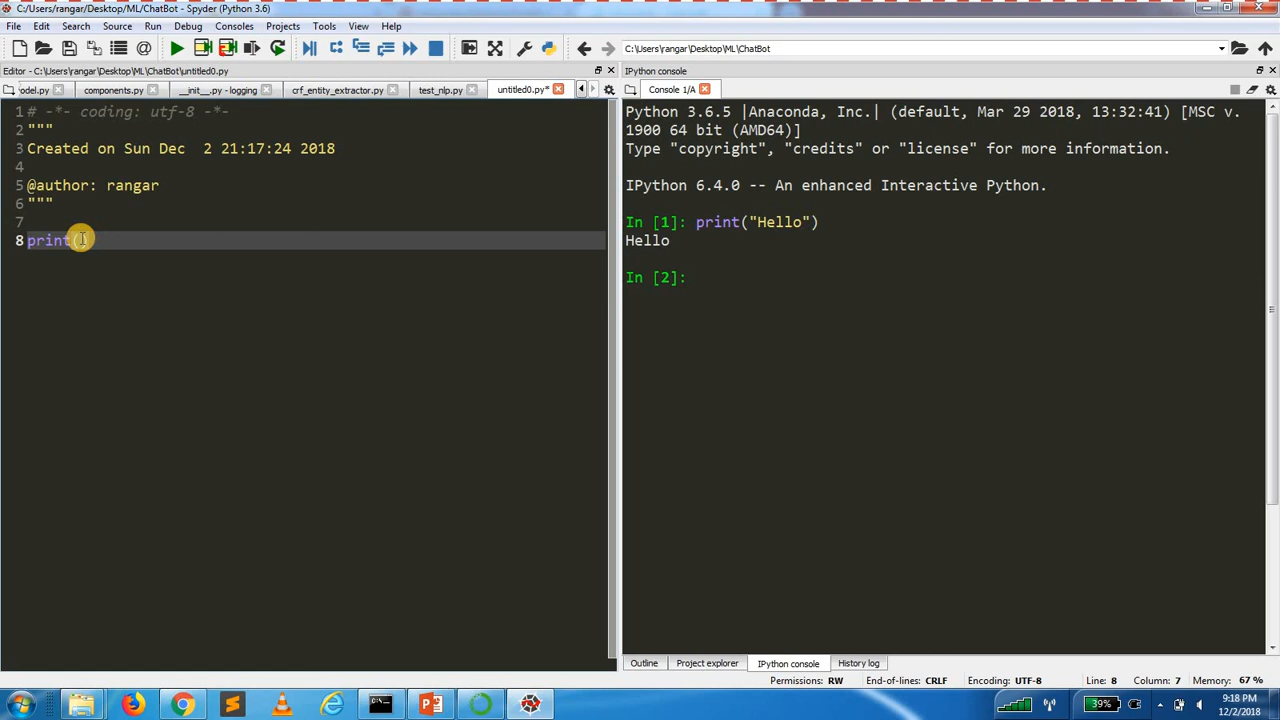 C:/Users/rangar/Desktop/ML/ChatBot - Spyder (Python 3.6)
File Edit Search Source Run Debug Consoles Projects Tools View Help
C:\Users\rangar\Desktop\ML\ChatBot
Editor - C:\Users\rangar\Desktop\ML\ChatBot\untitled0.py
odel.py components.py __init__.py - logging crf_entity_extractor.py test_nlp.py untitled0.py*
1 # -*- coding: utf-8 -*-
2 """
3 Created on Sun Dec  2 21:17:24 2018
4
5 @author: rangar
6 """
7
8 print()
IPython console
Console 1/A
Python 3.6.5 |Anaconda, Inc.| (default, Mar 29 2018, 13:32:41) [MSC v.
1900 64 bit (AMD64)]
Type "copyright", "credits" or "license" for more information.
IPython 6.4.0 -- An enhanced Interactive Python.
In [1]: print("Hello")
Hello
In [2]:
Outline Project explorer IPython console History log
Permissions: RW End-of-lines: CRLF Encoding: UTF-8 Line: 8 Column: 7 Memory: 67 %
39%
9:18 PM
12/2/2018